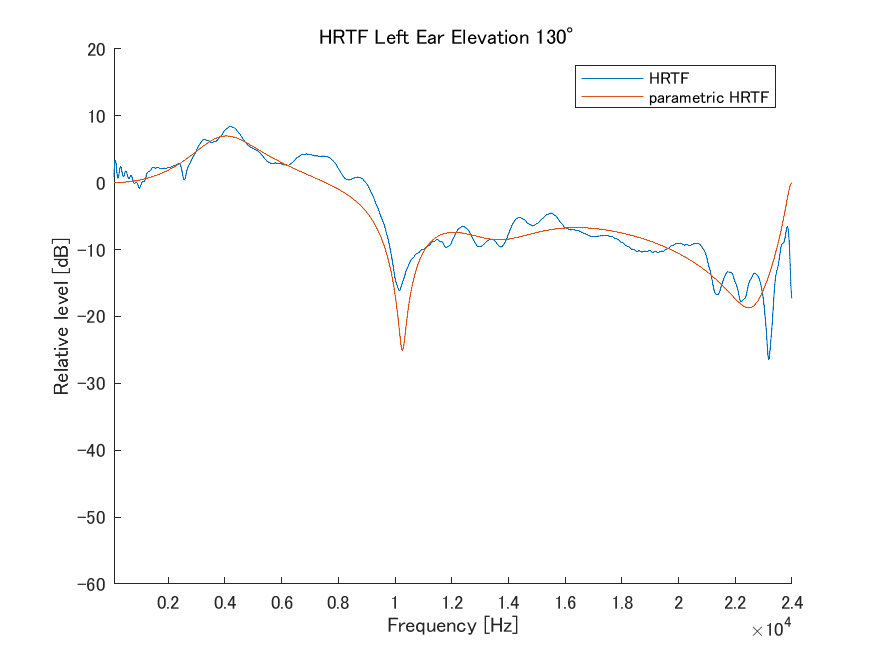 HRTF Left Ear Elevation 130°
HRTF
parametric HRTF
Relative level [dB]
20
10
0
−10
−20
−30
−40
−50
−60
0.2 0.4 0.6 0.8 1 1.2 1.4 1.6 1.8 2 2.2 2.4
Frequency [Hz]
×10⁴